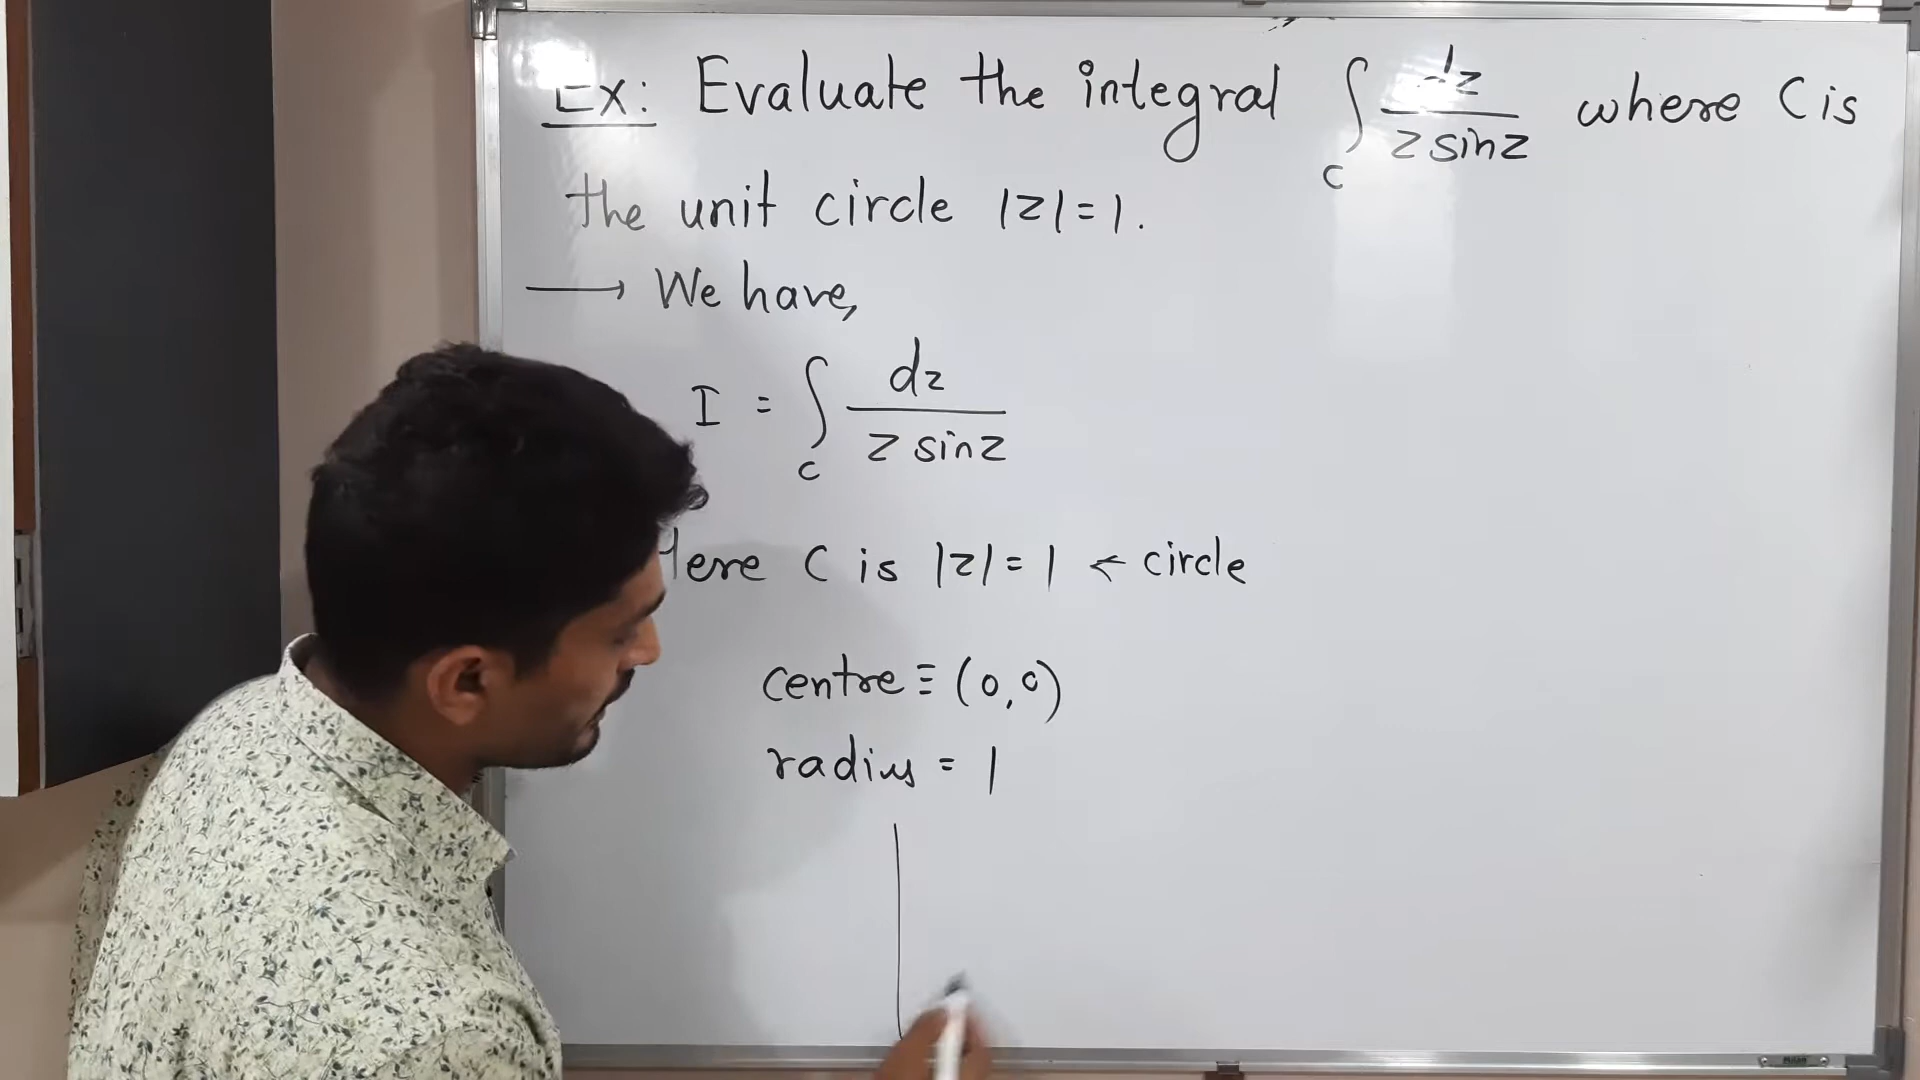 Ex: Evaluate the integral ∫_C dz / (z sinz) where C is
the unit circle |z| = 1.
⟶ We have,
I = ∫_C dz / (z sinz)
Here C is |z| = 1 ← circle
centre ≡ (0,0)
radius = 1